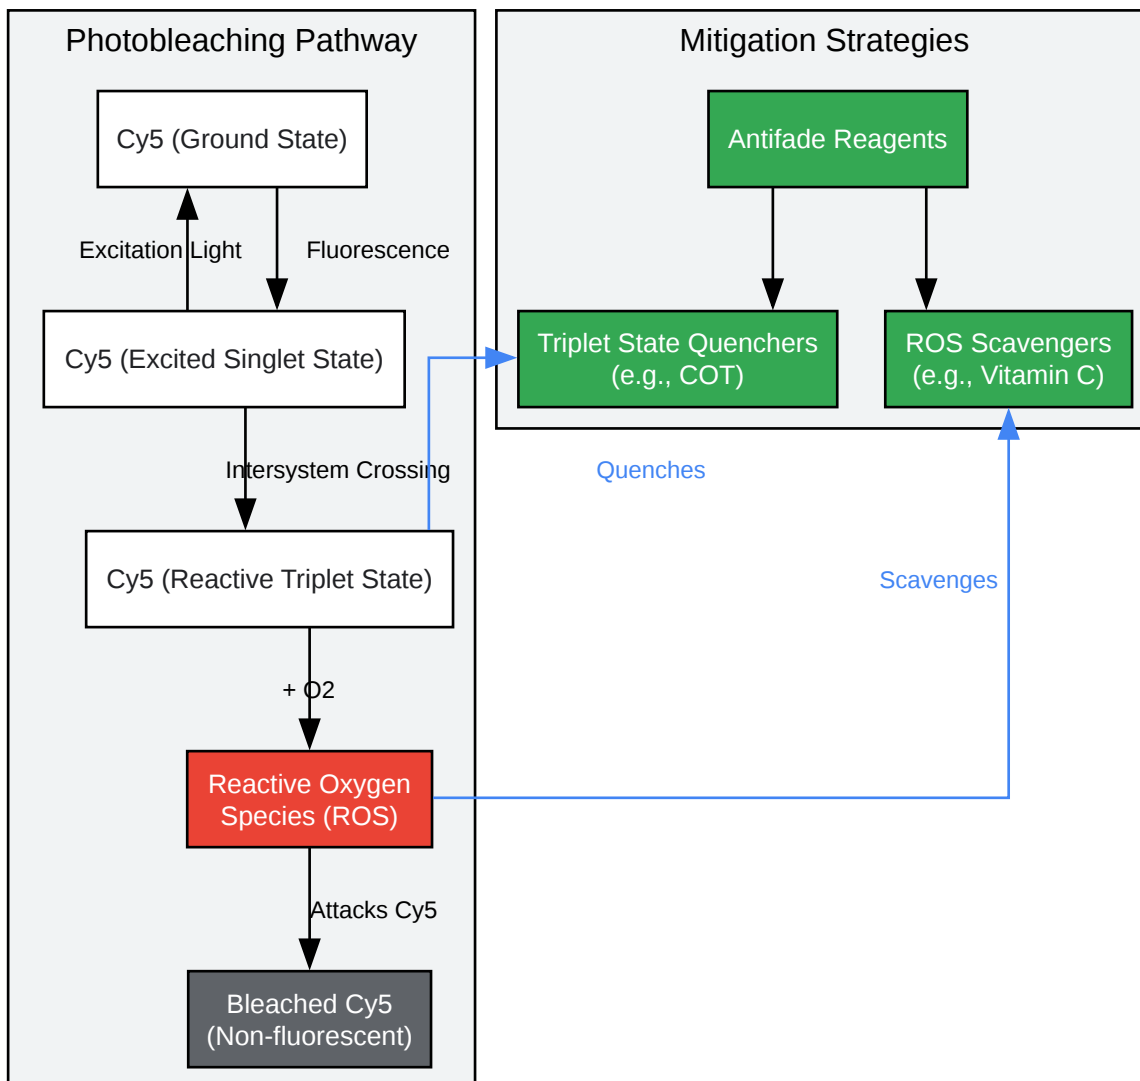 Photobleaching Pathway
Cy5 (Ground State)
Excitation Light
Fluorescence
Cy5 (Excited Singlet State)
Intersystem Crossing
Cy5 (Reactive Triplet State)
+ O2
Reactive Oxygen
Species (ROS)
Attacks Cy5
Bleached Cy5
(Non-fluorescent)
Mitigation Strategies
Antifade Reagents
Triplet State Quenchers
(e.g., COT)
ROS Scavengers
(e.g., Vitamin C)
Quenches
Scavenges